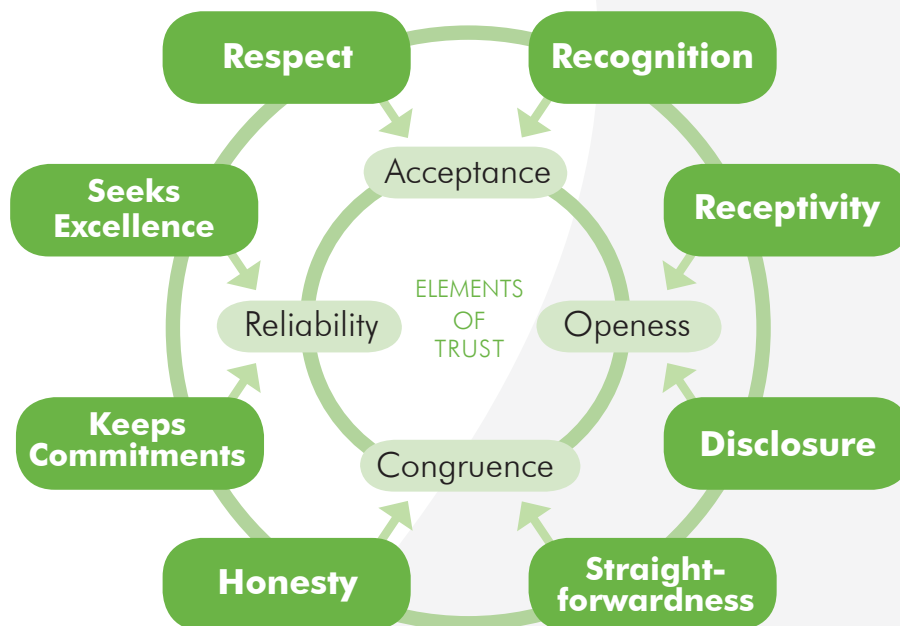 Respect
Recognition
Acceptance
Seeks
Excellence
Receptivity
ELEMENTS
OF
TRUST
Reliability
Openess
Keeps
Commitments
Disclosure
Congruence
Honesty
Straight-
forwardness